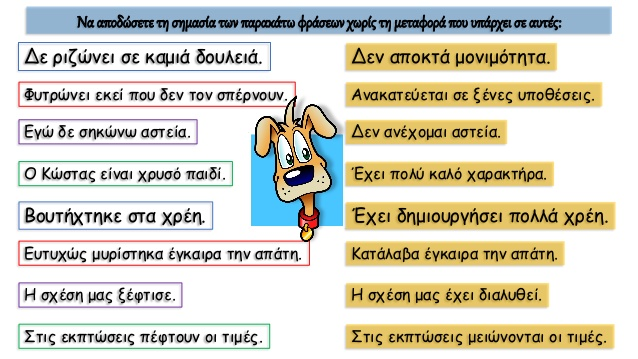 Να αποδώσετε τη σημασία των παρακάτω φράσεων χωρίς τη μεταφορά που υπάρχει σε αυτές:
Δε ριζώνει σε καμιά δουλειά.
Δεν αποκτά μονιμότητα.
Φυτρώνει εκεί που δεν τον σπέρνουν.
Ανακατεύεται σε ξένες υποθέσεις.
Εγώ δε σηκώνω αστεία.
Δεν ανέχομαι αστεία.
Ο Κώστας είναι χρυσό παιδί.
Έχει πολύ καλό χαρακτήρα.
Βουτήχτηκε στα χρέη.
Έχει δημιουργήσει πολλά χρέη.
Ευτυχώς μυρίστηκα έγκαιρα την απάτη.
Κατάλαβα έγκαιρα την απάτη.
Η σχέση μας ξέφτισε.
Η σχέση μας έχει διαλυθεί.
Στις εκπτώσεις πέφτουν οι τιμές.
Στις εκπτώσεις μειώνονται οι τιμές.